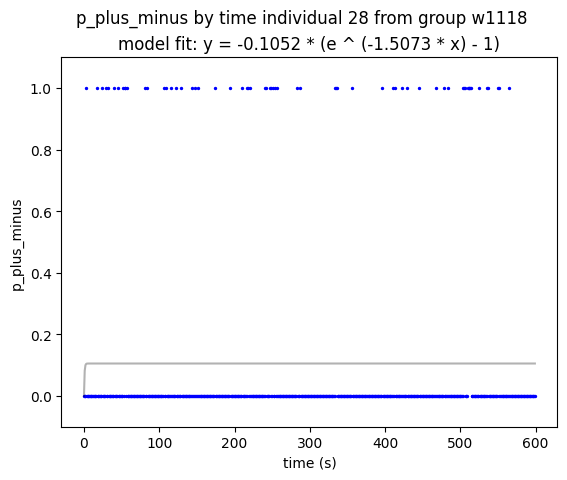 p_plus_minus by time individual 28 from group w1118
model fit: y = -0.1052 * (e ^ (-1.5073 * x) - 1)
1.0
0.8
0.6
0.4
0.2
0.0
p_plus_minus
0 100 200 300 400 500 600
time (s)